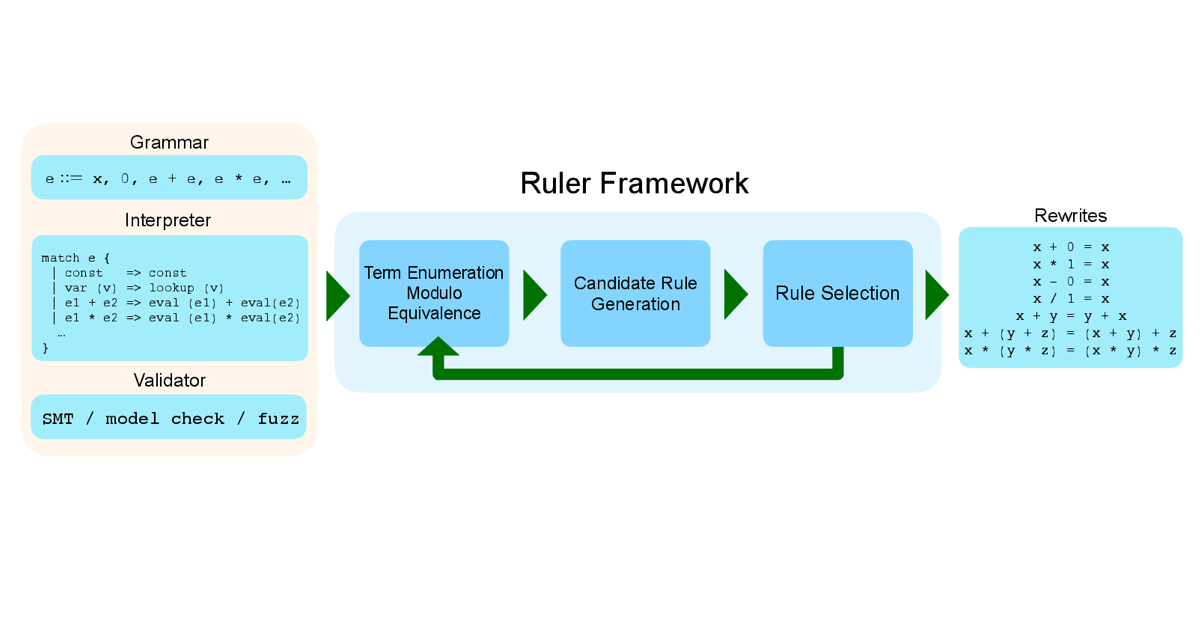 Grammar
e ::= x, 0, e + e, e * e, …
Interpreter
match e {
| const => const
| var (v) => lookup (v)
| e1 + e2 => eval (e1) + eval(e2)
| e1 * e2 => eval (e1) * eval(e2)
…
}
Validator
SMT / model check / fuzz
Ruler Framework
Term Enumeration
Modulo
Equivalence
Candidate Rule
Generation
Rule Selection
Rewrites
x + 0 = x
x * 1 = x
x - 0 = x
x / 1 = x
x + y = y + x
x + (y + z) = (x + y) + z
x * (y * z) = (x * y) * z